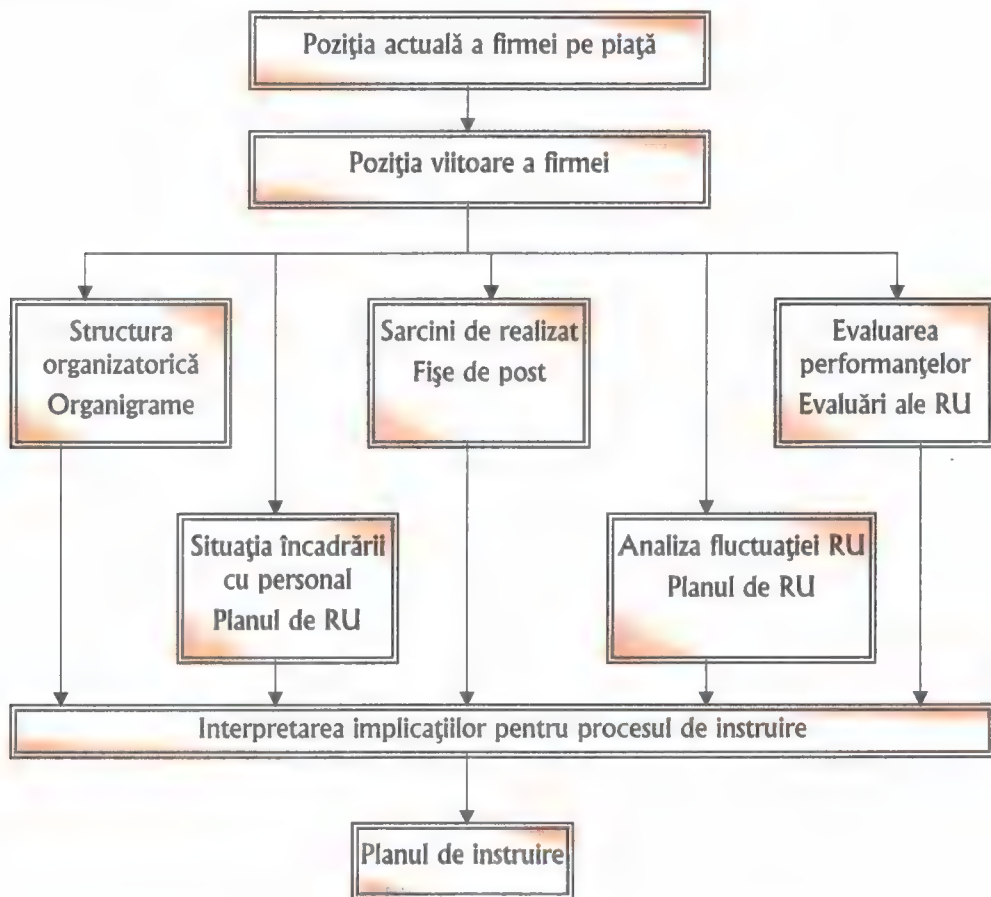 Poziţia actuală a firmei pe piaţă
Poziţia viitoare a firmei
Structura
organizatorică
Organigrame
Sarcini de realizat
Fişe de post
Evaluarea
performanţelor
Evaluări ale RU
Situaţia încadrării
cu personal
Planul de RU
Analiza fluctuaţiei RU
Planul de RU
Interpretarea implicaţiilor pentru procesul de instruire
Planul de instruire